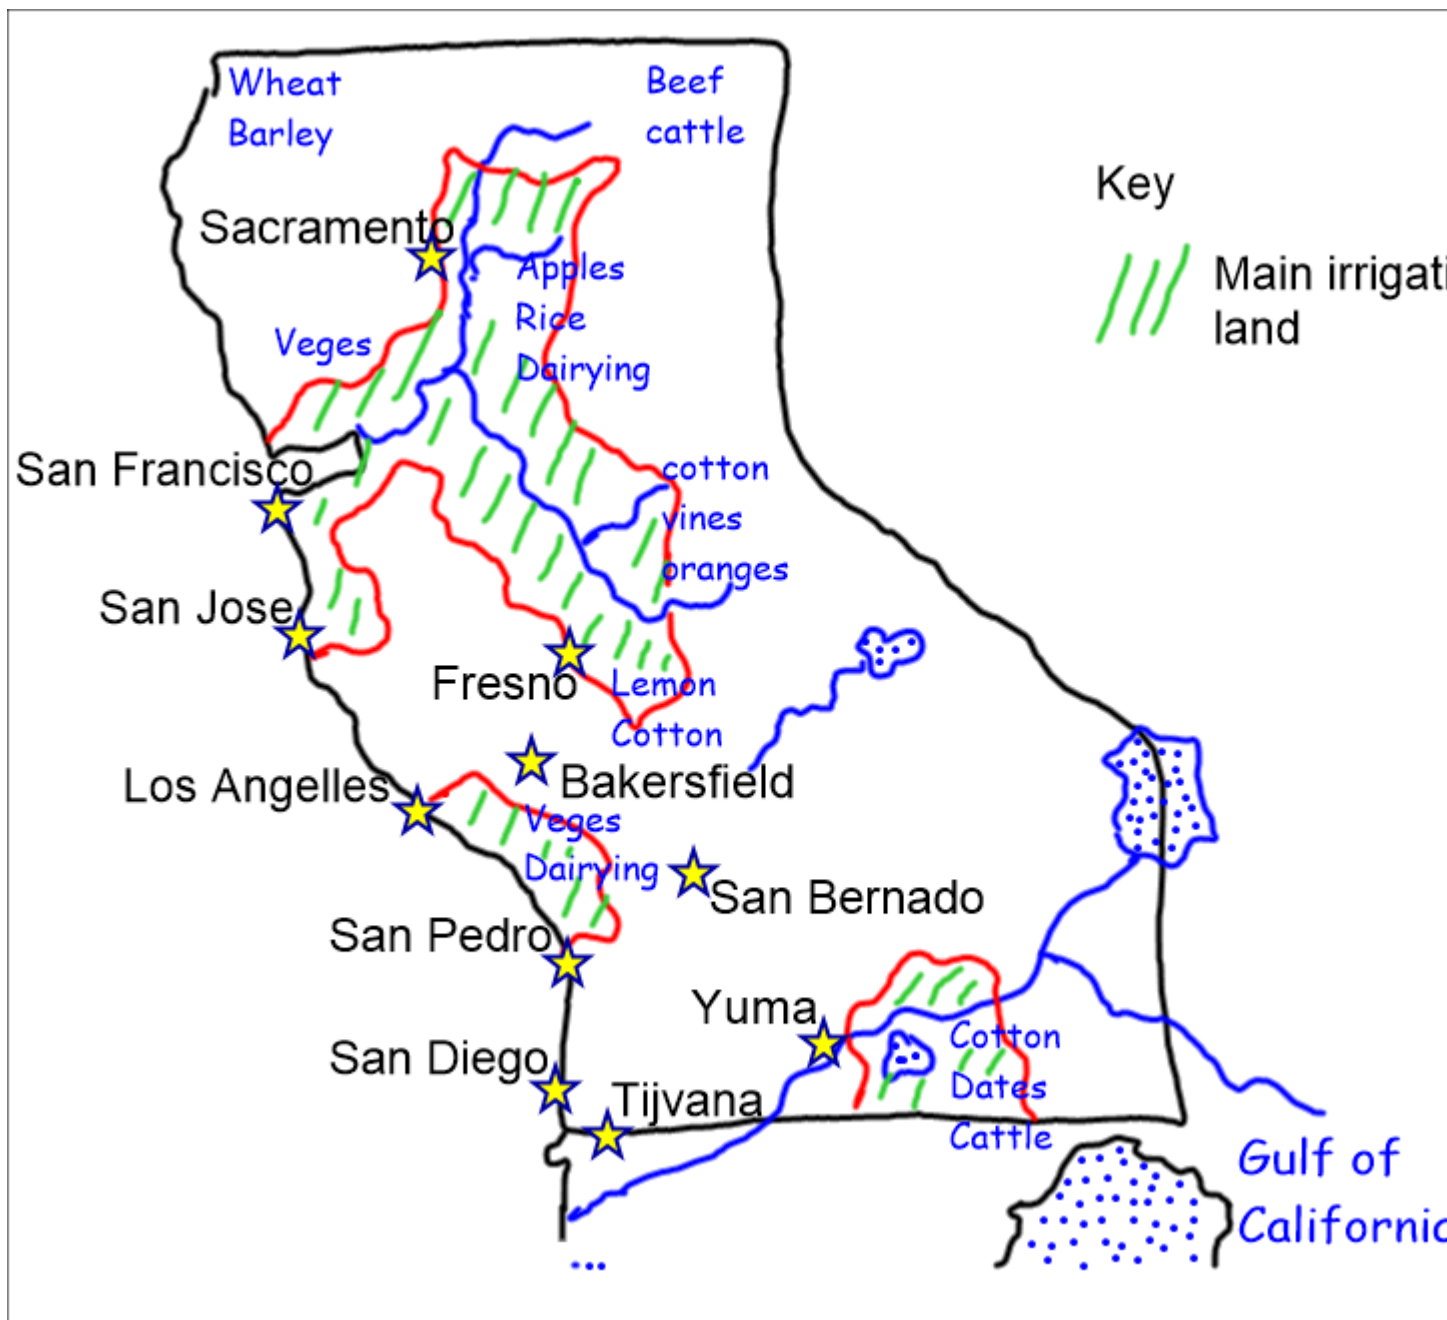 Wheat
Barley
Beef
cattle
Key
Main irrigati
land
Sacramento
Apples
Rice
Dairying
Veges
San Francisco
cotton
vines
oranges
San Jose
Fresno
Lemon
Cotton
Los Angelles
Bakersfield
Veges
Dairying
San Bernado
San Pedro
Yuma
San Diego
Cotton
Dates
Cattle
Tijvana
Gulf of
Californic